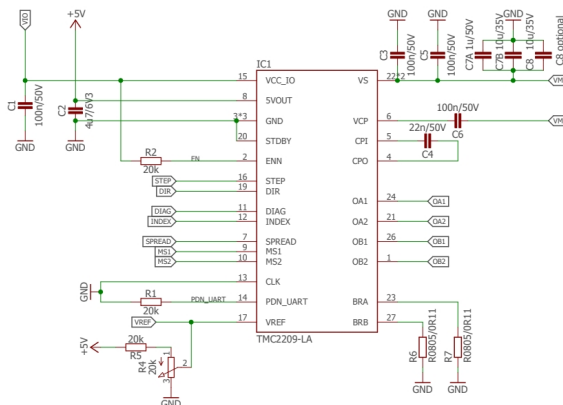 VIO
+5V
GND
GND
GND
C3
100n/50V
C5
100n/50V
C7A 1u/50V
C7B 10u/35V
C8 10u/35V
C8 optional
IC1
C1
100n/50V
C2
4u7/6V3
GND
GND
15 VCC_IO
8 5VOUT
3*3 GND
20 STDBY
R2
20k
EN
2 ENN
STEP 16 STEP
DIR 19 DIR
DIAG 11 DIAG
INDEX 12 INDEX
SPREAD 7 SPREAD
MS1 9 MS1
MS2 10 MS2
13 CLK
GND
R1
20k
PDN_UART
14 PDN_UART
VREF 17 VREF
VS 22*2 VM
100n/50V
VCP 6 C6 VM
22n/50V
CPI 5
C4
CPO 4
OA1 24 OA1
OA2 21 OA2
OB1 26 OB1
OB2 1 OB2
BRA 23
BRB 27
TMC2209-LA
+5V
20k
R5
R4
20k
1
2
3
GND
R6
R0805/0R11
R7
R0805/0R11
GND
GND